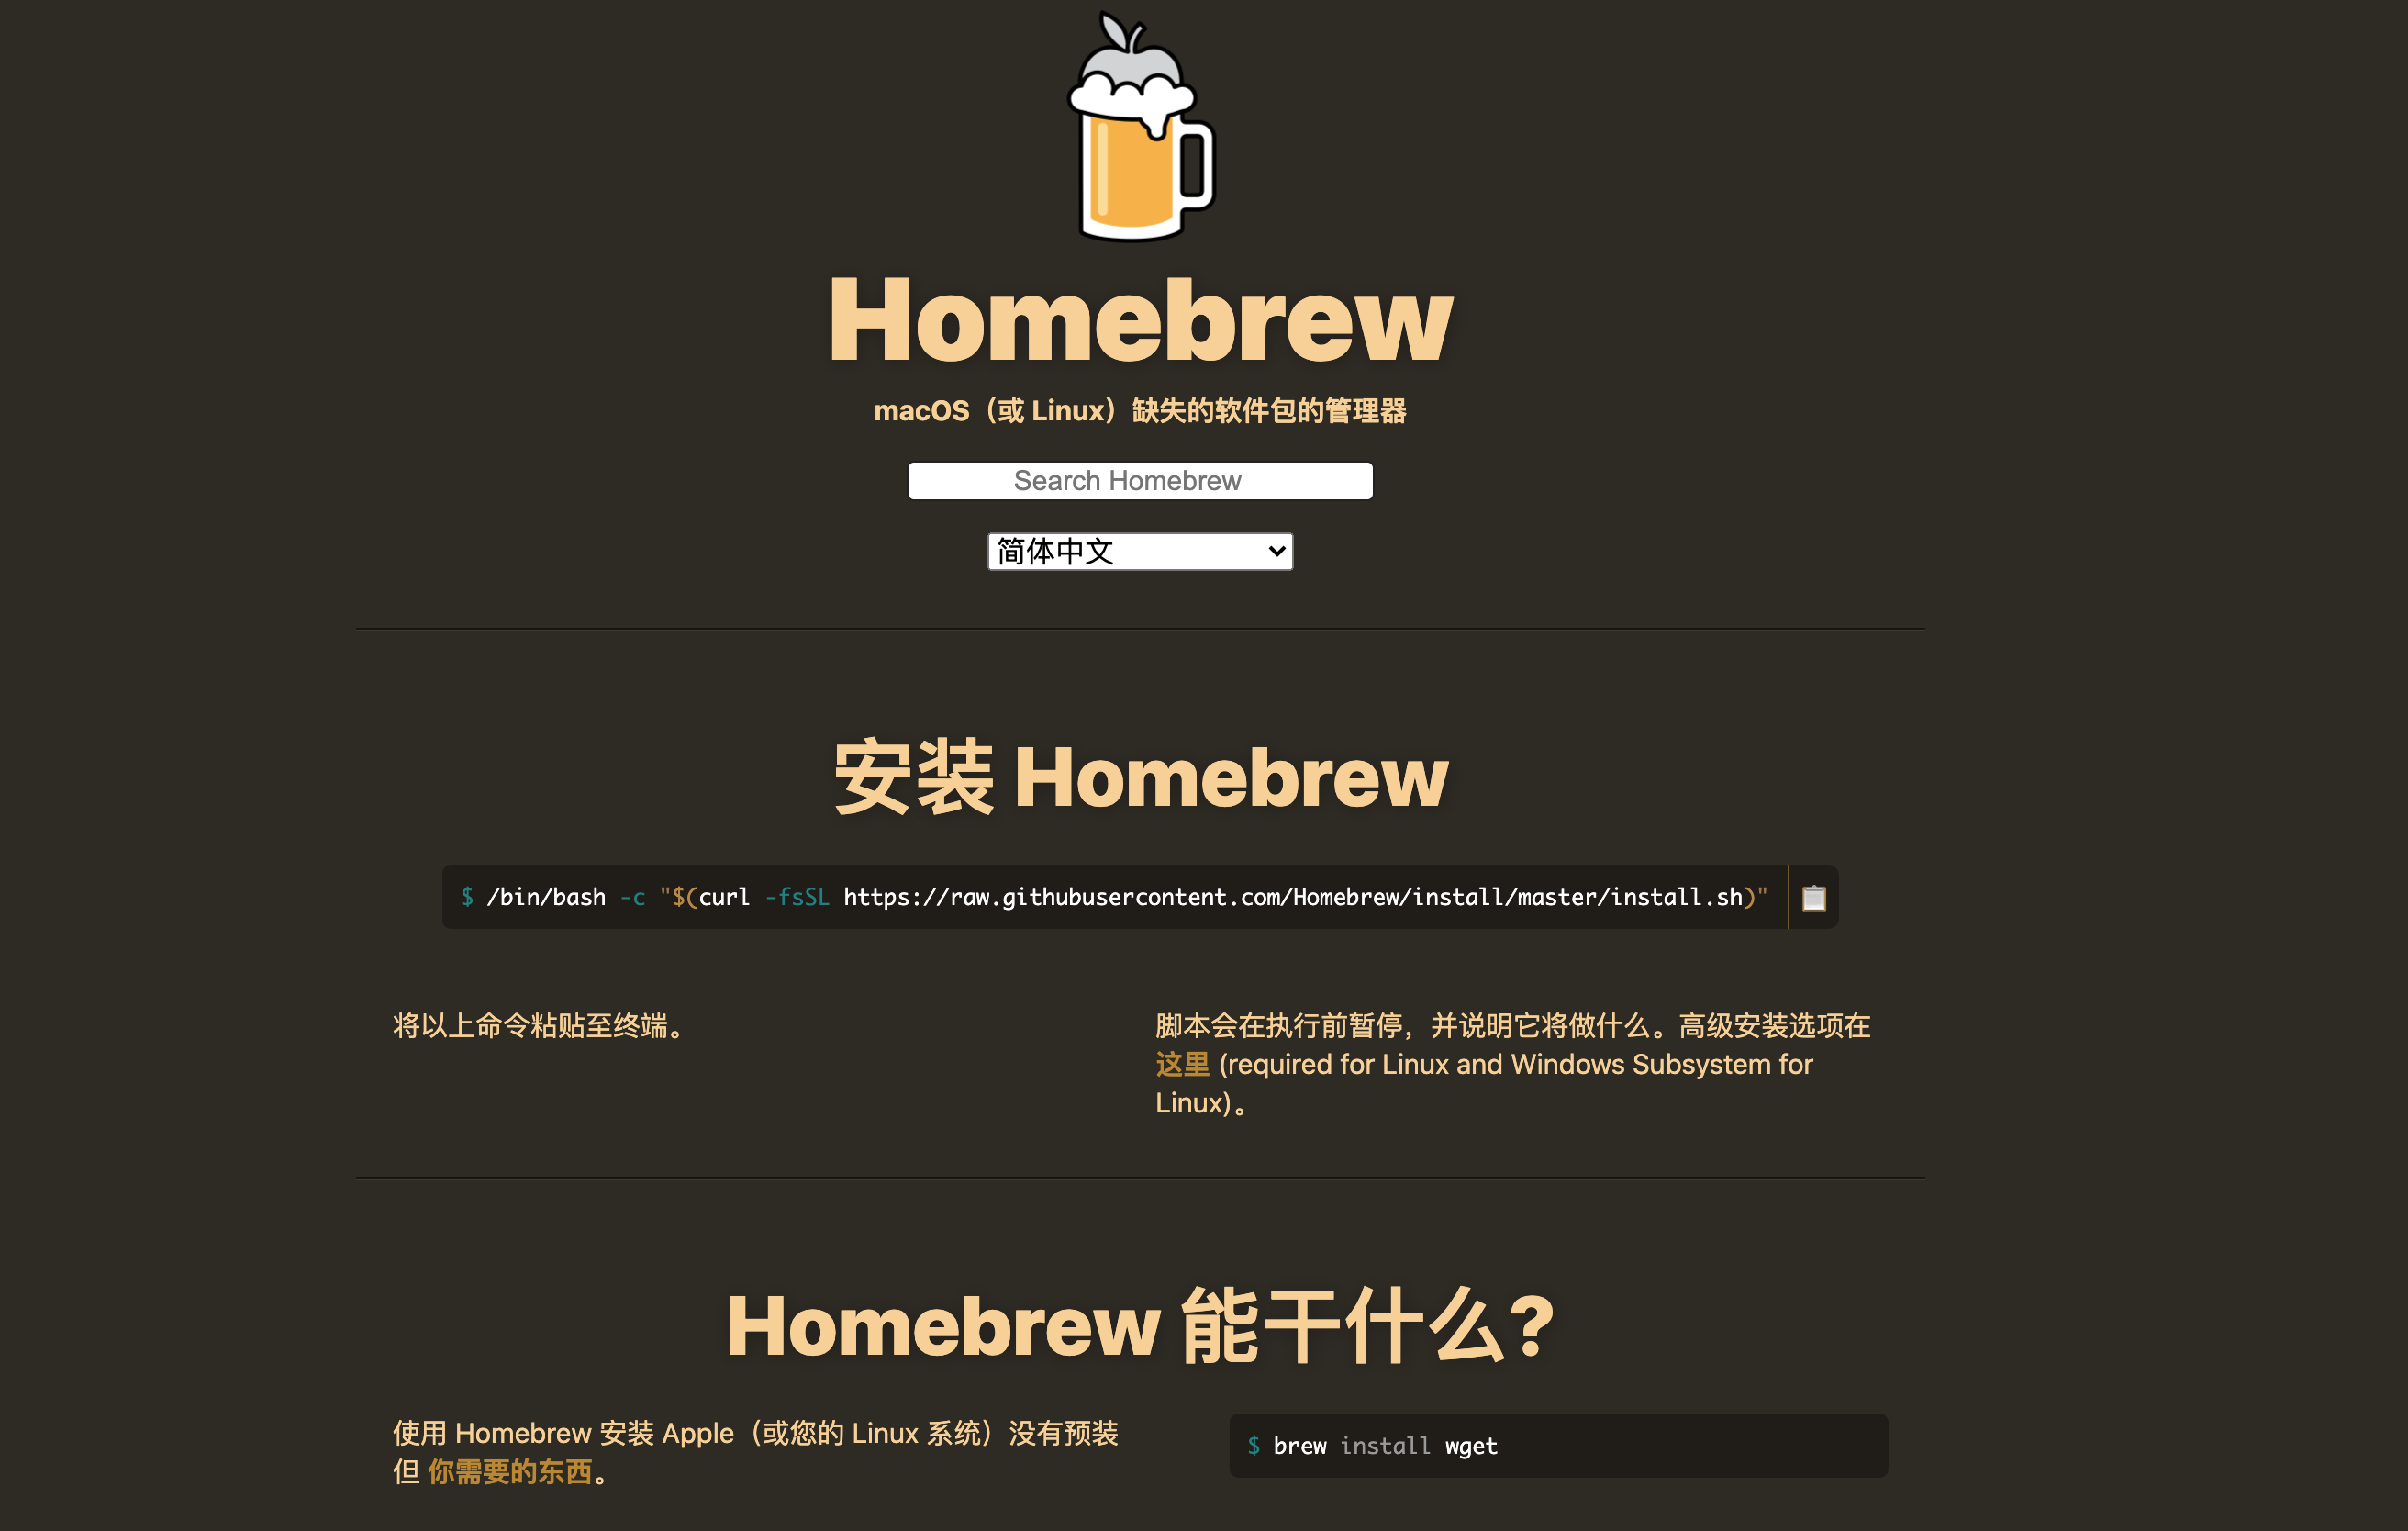 Homebrew
macOS（或 Linux）缺失的软件包的管理器
Search Homebrew
简体中文
安装 Homebrew
$ /bin/bash -c "$(curl -fsSL https://raw.githubusercontent.com/Homebrew/install/master/install.sh)"
将以上命令粘贴至终端。
脚本会在执行前暂停，并说明它将做什么。高级安装选项在
这里 (required for Linux and Windows Subsystem for
Linux)。
Homebrew 能干什么?
使用 Homebrew 安装 Apple（或您的 Linux 系统）没有预装
但 你需要的东西。
$ brew install wget